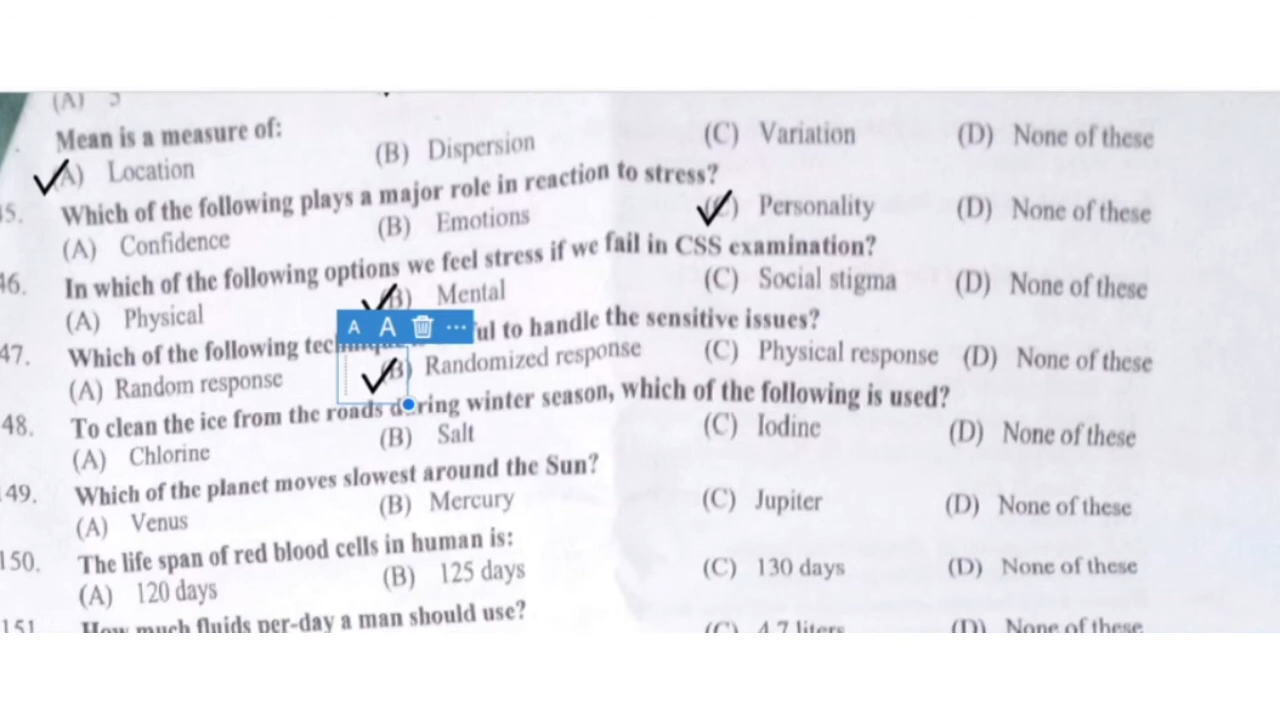 (A) 3
Mean is a measure of:
A) Location (B) Dispersion (C) Variation (D) None of these
5. Which of the following plays a major role in reaction to stress?
(A) Confidence (B) Emotions (C) Personality (D) None of these
46. In which of the following options we feel stress if we fail in CSS examination?
(A) Physical (B) Mental (C) Social stigma (D) None of these
A A ...
47. Which of the following ful to handle the sensitive issues?
(A) Random response (B) Randomized response (C) Physical response (D) None of these
48. To clean the ice from the roads during winter season, which of the following is used?
(A) Chlorine (B) Salt (C) Iodine (D) None of these
149. Which of the planet moves slowest around the Sun?
(A) Venus (B) Mercury (C) Jupiter (D) None of these
150. The life span of red blood cells in human is:
(A) 120 days (B) 125 days (C) 130 days (D) None of these
151 How much fluids per-day a man should use?
(C) 4.7 liters (D) None of these